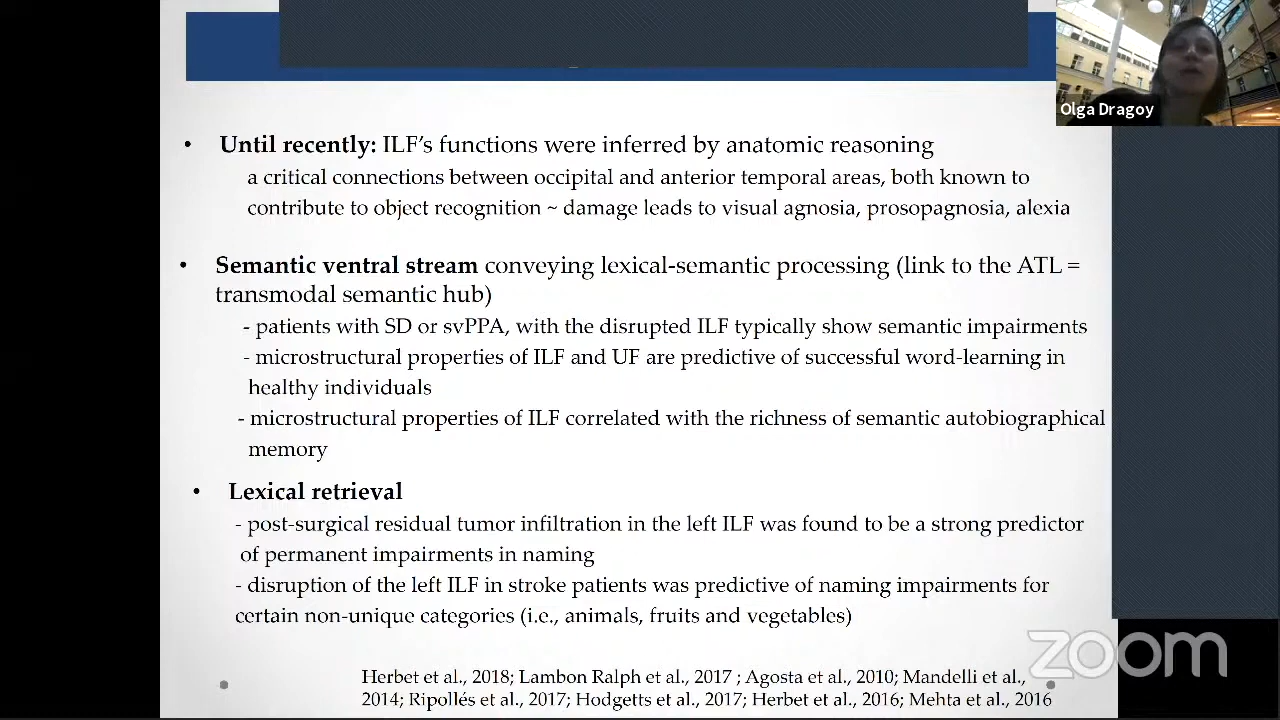 Olga Dragoy
• Until recently: ILF's functions were inferred by anatomic reasoning
a critical connections between occipital and anterior temporal areas, both known to
contribute to object recognition ~ damage leads to visual agnosia, prosopagnosia, alexia
• Semantic ventral stream conveying lexical-semantic processing (link to the ATL =
transmodal semantic hub)
- patients with SD or svPPA, with the disrupted ILF typically show semantic impairments
- microstructural properties of ILF and UF are predictive of successful word-learning in
healthy individuals
- microstructural properties of ILF correlated with the richness of semantic autobiographical
memory
• Lexical retrieval
- post-surgical residual tumor infiltration in the left ILF was found to be a strong predictor
of permanent impairments in naming
- disruption of the left ILF in stroke patients was predictive of naming impairments for
certain non-unique categories (i.e., animals, fruits and vegetables)
zoom
Herbet et al., 2018; Lambon Ralph et al., 2017 ; Agosta et al., 2010; Mandelli et al.,
2014; Ripollés et al., 2017; Hodgetts et al., 2017; Herbet et al., 2016; Mehta et al., 2016